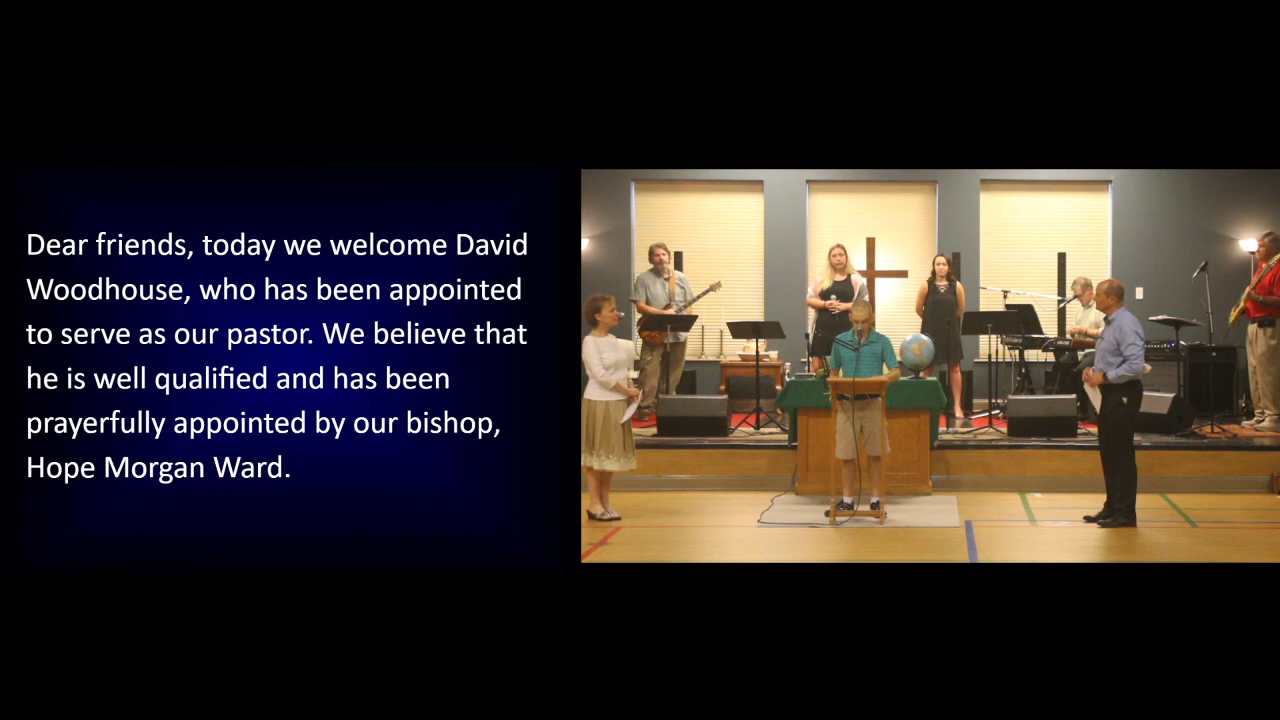 Dear friends, today we welcome David
Woodhouse, who has been appointed
to serve as our pastor. We believe that
he is well qualified and has been
prayerfully appointed by our bishop,
Hope Morgan Ward.